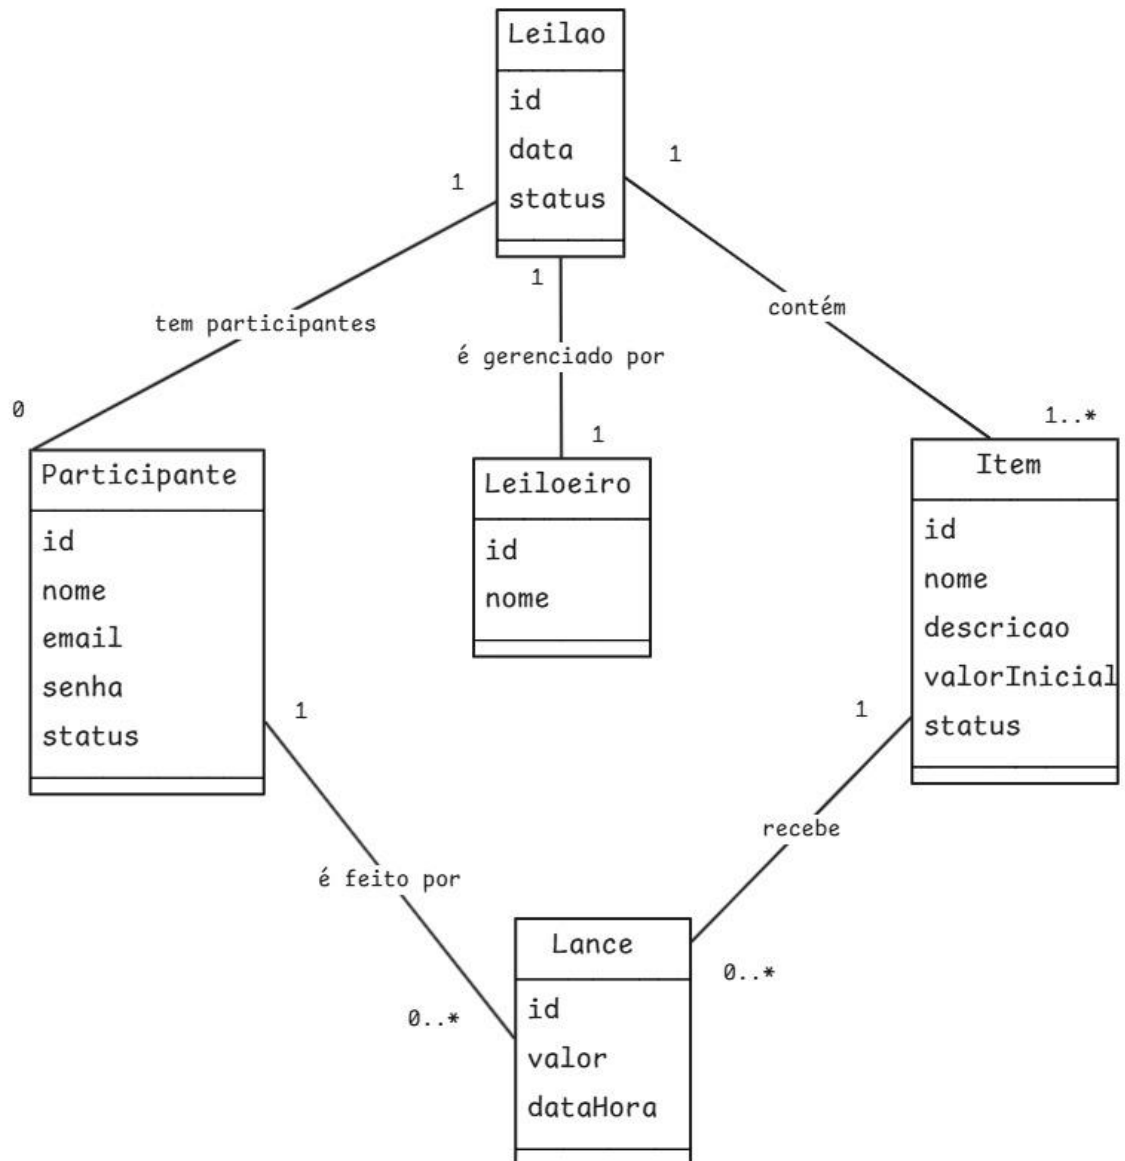 Leilao
id
data
status
1
1
1
tem participantes
é gerenciado por
contém
0
1
1..*
Participante
id
nome
email
senha
status
Leiloeiro
id
nome
Item
id
nome
descricao
valorInicial
status
1
1
é feito por
recebe
0..*
0..*
Lance
id
valor
dataHora